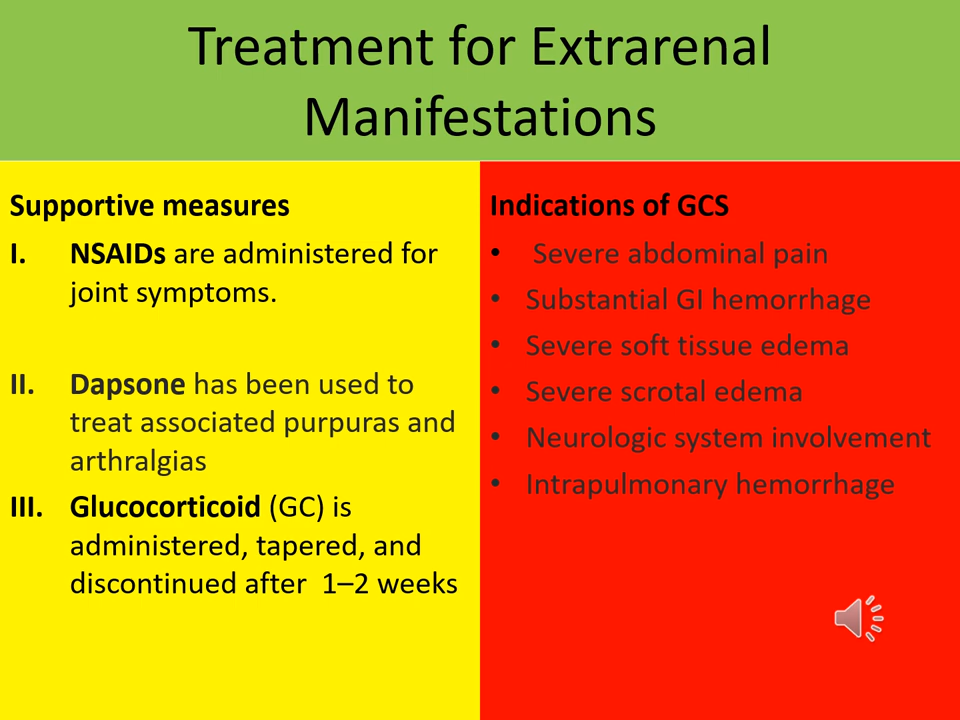 Treatment for Extrarenal
Manifestations
Supportive measures
I. NSAIDs are administered for
joint symptoms.
II. Dapsone has been used to
treat associated purpuras and
arthralgias
III. Glucocorticoid (GC) is
administered, tapered, and
discontinued after 1–2 weeks
Indications of GCS
• Severe abdominal pain
• Substantial GI hemorrhage
• Severe soft tissue edema
• Severe scrotal edema
• Neurologic system involvement
• Intrapulmonary hemorrhage